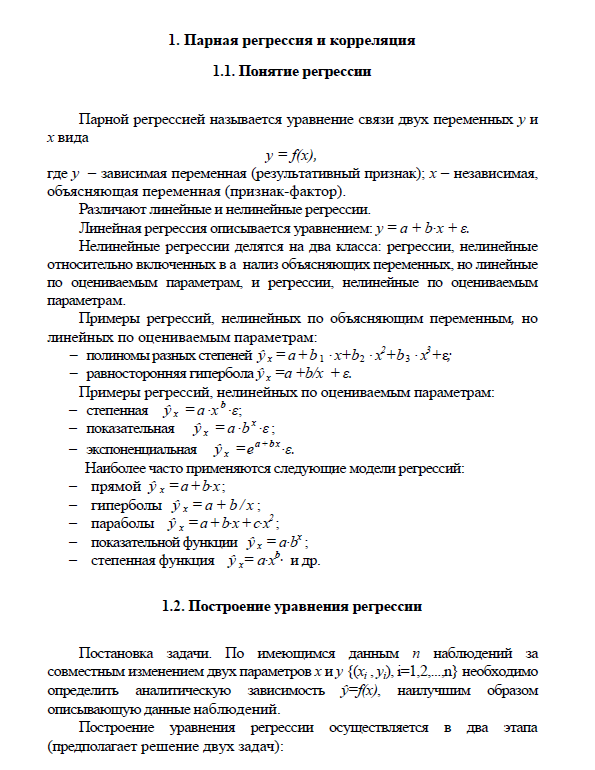 1. Парная регрессия и корреляция
1.1. Понятие регрессии
Парной регрессией называется уравнение связи двух переменных y и
x вида
y = f(x),
где y – зависимая переменная (результативный признак); x – независимая,
объясняющая переменная (признак-фактор).
Различают линейные и нелинейные регрессии.
Линейная регрессия описывается уравнением: y = a + b·x + ε.
Нелинейные регрессии делятся на два класса: регрессии, нелинейные
относительно включенных в а нализ объясняющих переменных, но линейные
по оцениваемым параметрам, и регрессии, нелинейные по оцениваемым
параметрам.
Примеры регрессий, нелинейных по объясняющим переменным, но
линейных по оцениваемым параметрам:
– полиномы разных степеней ŷₓ = a + b₁ · x+b₂ · x²+b₃ · x³+ε;
– равносторонняя гипербола ŷₓ =a +b/x + ε.
Примеры регрессий, нелинейных по оцениваемым параметрам:
– степенная ŷₓ = a ·x^b ·ε;
– показательная ŷₓ = a ·b^x ·ε ;
– экспоненциальная ŷₓ =e^(a+bx) ·ε.
Наиболее часто применяются следующие модели регрессий:
– прямой ŷₓ =a+b·x ;
– гиперболы ŷₓ = a + b / x ;
– параболы ŷₓ = a+b·x+c·x² ;
– показательной функции ŷₓ = a·b^x ;
– степенная функция ŷₓ= a·x^b· и др.
1.2. Построение уравнения регрессии
Постановка задачи. По имеющимся данным n наблюдений за
совместным изменением двух параметров x и y {(xᵢ , yᵢ), i=1,2,...,n} необходимо
определить аналитическую зависимость ŷ=f(x), наилучшим образом
описывающую данные наблюдений.
Построение уравнения регрессии осуществляется в два этапа
(предполагает решение двух задач):